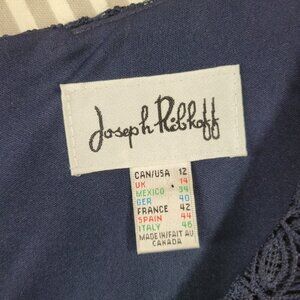 Joseph Ribkoff
CAN/USA 12
UK 14
MEXICO 34
GER 40
FRANCE 42
SPAIN 44
ITALY 46
MADE IN/FAIT AU
CANADA